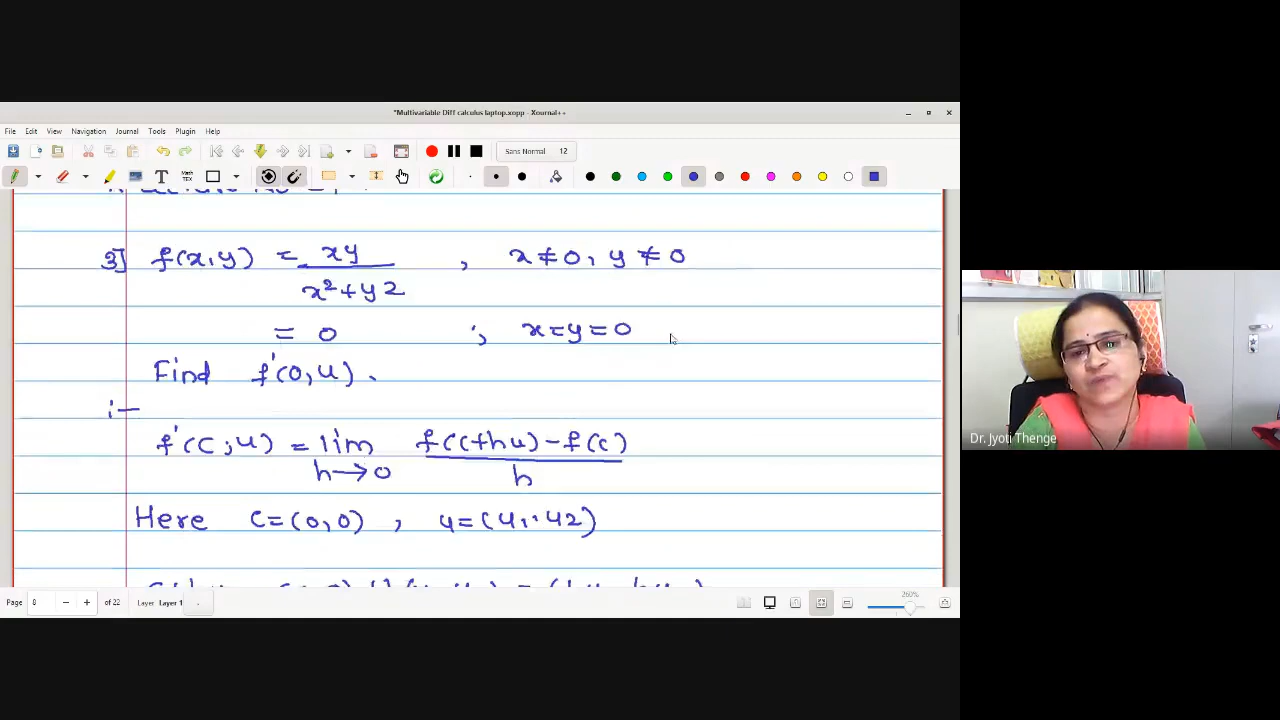 *Multivariable Diff calculus laptop.xopp - Xournal++
File Edit View Navigation Journal Tools Plugin Help
Sans Normal 12
3] f(x,y) = xy / x²+y2 , x≠0, y≠0
= 0 ; x=y=0
Find f'(0,u).
:-
f'(c;u) = lim h→0 f(c+hu)-f(c) / h
Here c=(0,0) , u=(u1,u2)
Page 8 of 22 Layer Layer 1 260%
Dr. Jyoti Thenge